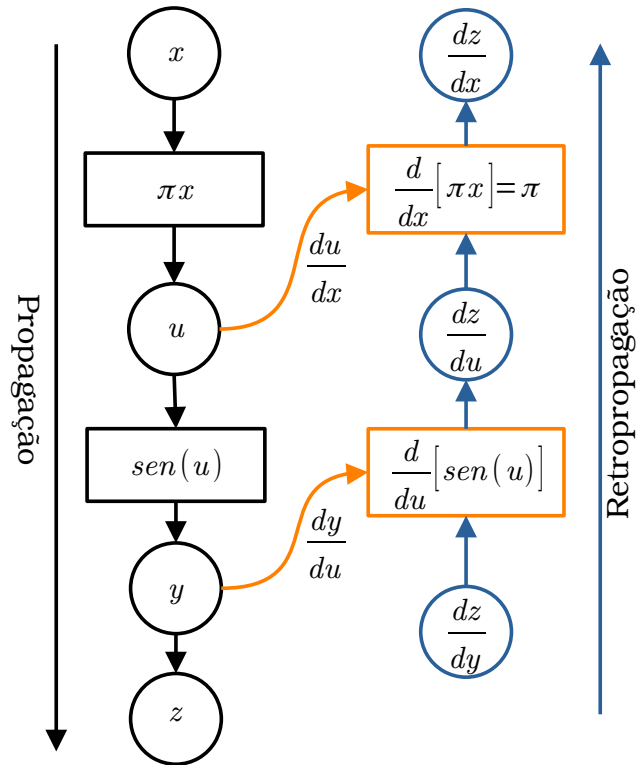 Propagação
x
πx
u
sen(u)
y
z
du
dx
dy
du
dz
dx
d
dx
[πx]=π
dz
du
d
du
[sen(u)]
dz
dy
Retropropagação